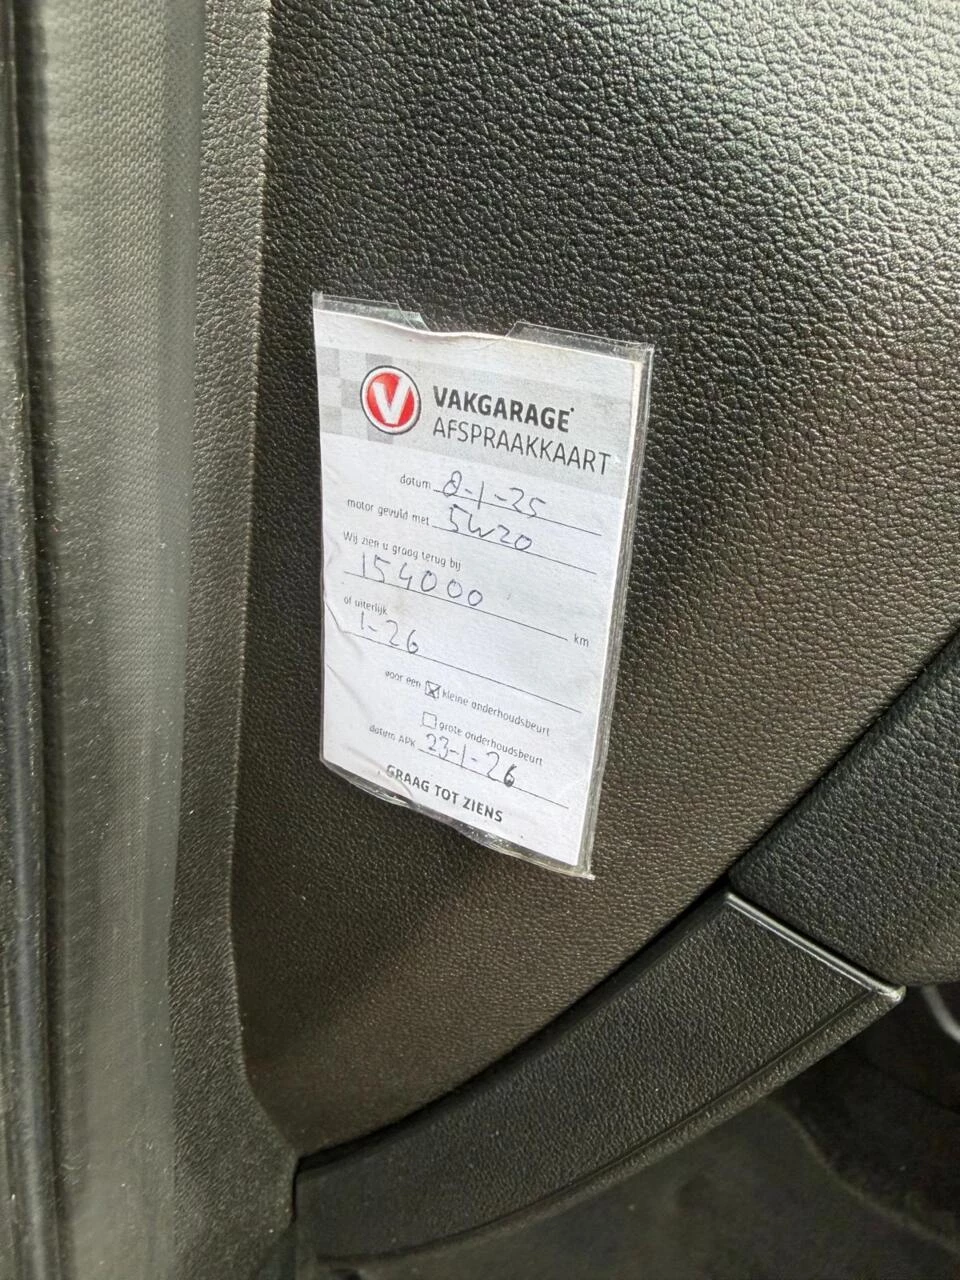 V
VAKGARAGE
AFSPRAAKKAART
datum 8-1-25
motor gevuld met 5w20
Wij zien u graag terug bij
154000 km
of uiterlijk
1-26
voor een ☒ kleine onderhoudsbeurt
☐ grote onderhoudsbeurt
datum APK 23-1-26
GRAAG TOT ZIENS